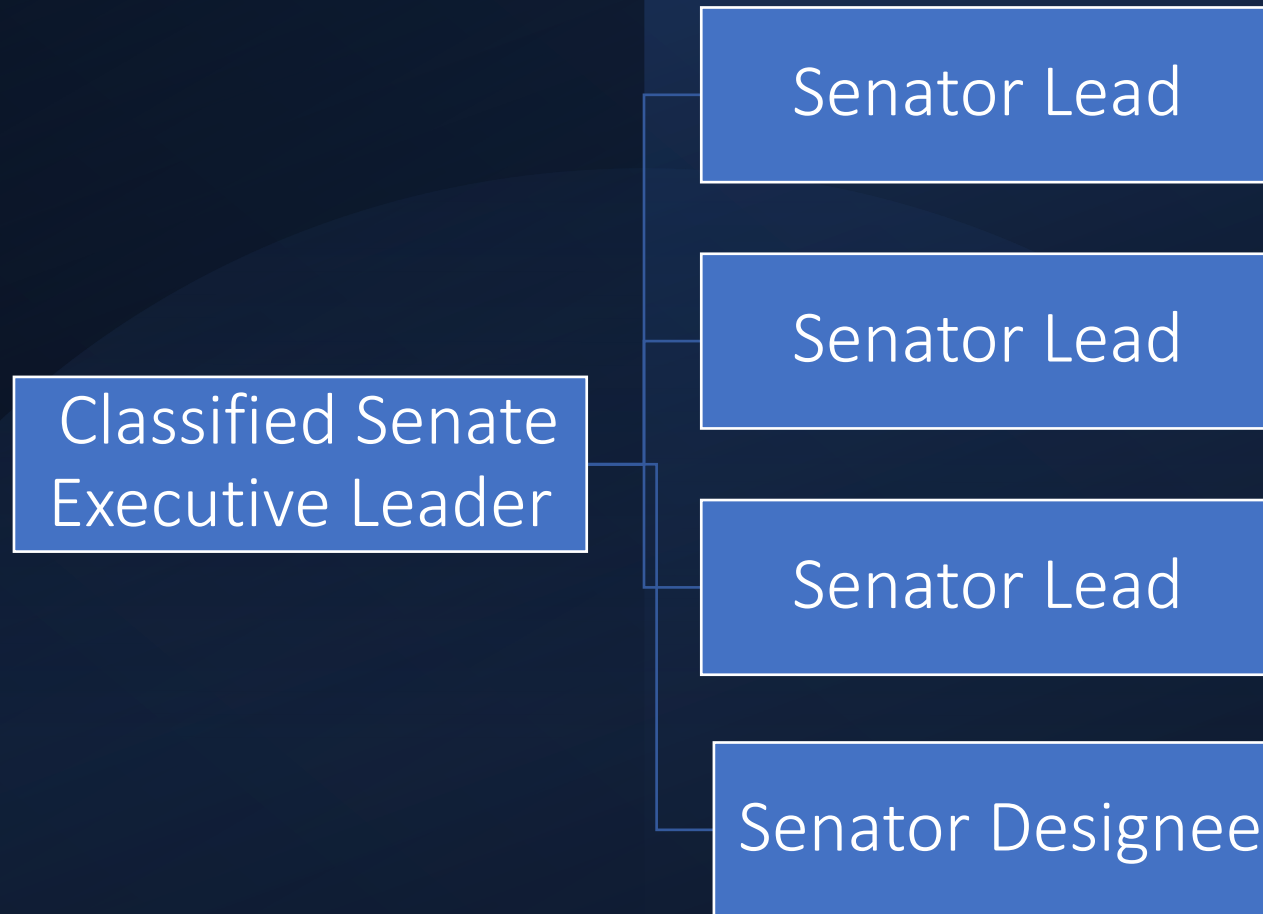 Senator Lead
Senator Lead
Classified Senate
Executive Leader
Senator Lead
Senator Designee